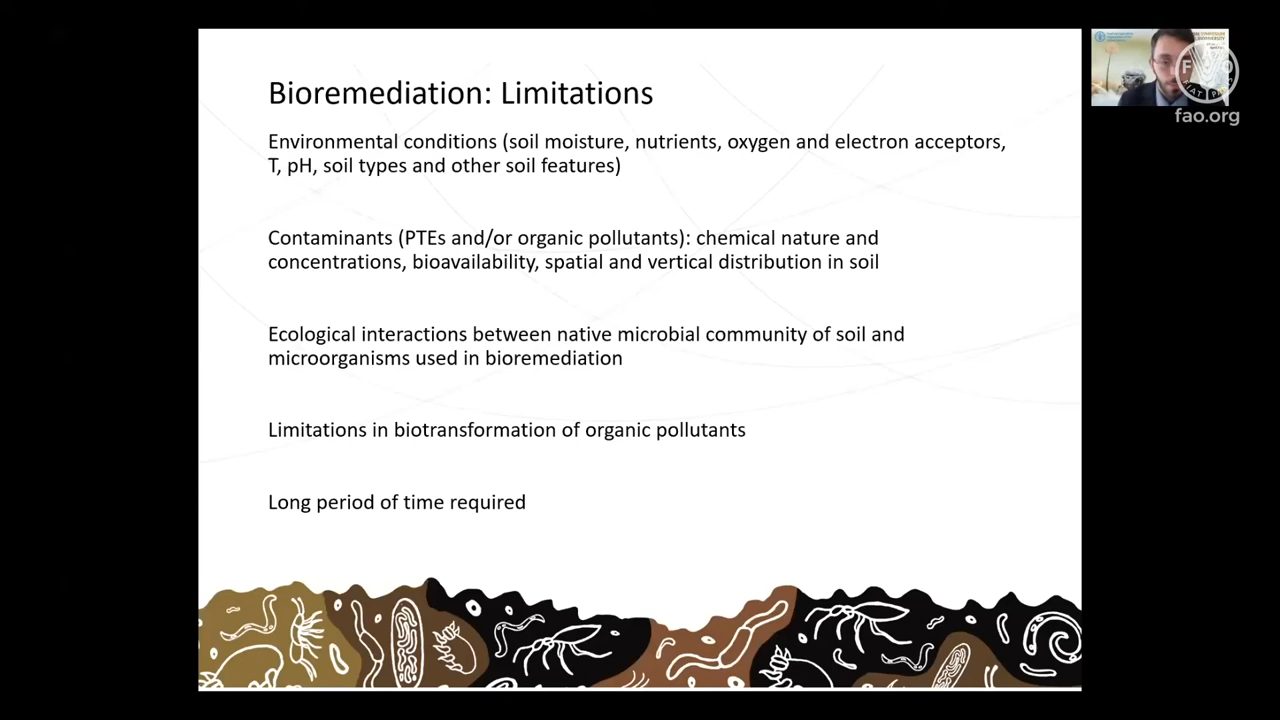 Bioremediation: Limitations
Environmental conditions (soil moisture, nutrients, oxygen and electron acceptors,
T, pH, soil types and other soil features)
Contaminants (PTEs and/or organic pollutants): chemical nature and
concentrations, bioavailability, spatial and vertical distribution in soil
Ecological interactions between native microbial community of soil and
microorganisms used in bioremediation
Limitations in biotransformation of organic pollutants
Long period of time required
F A O
FIAT PANIS
fao.org